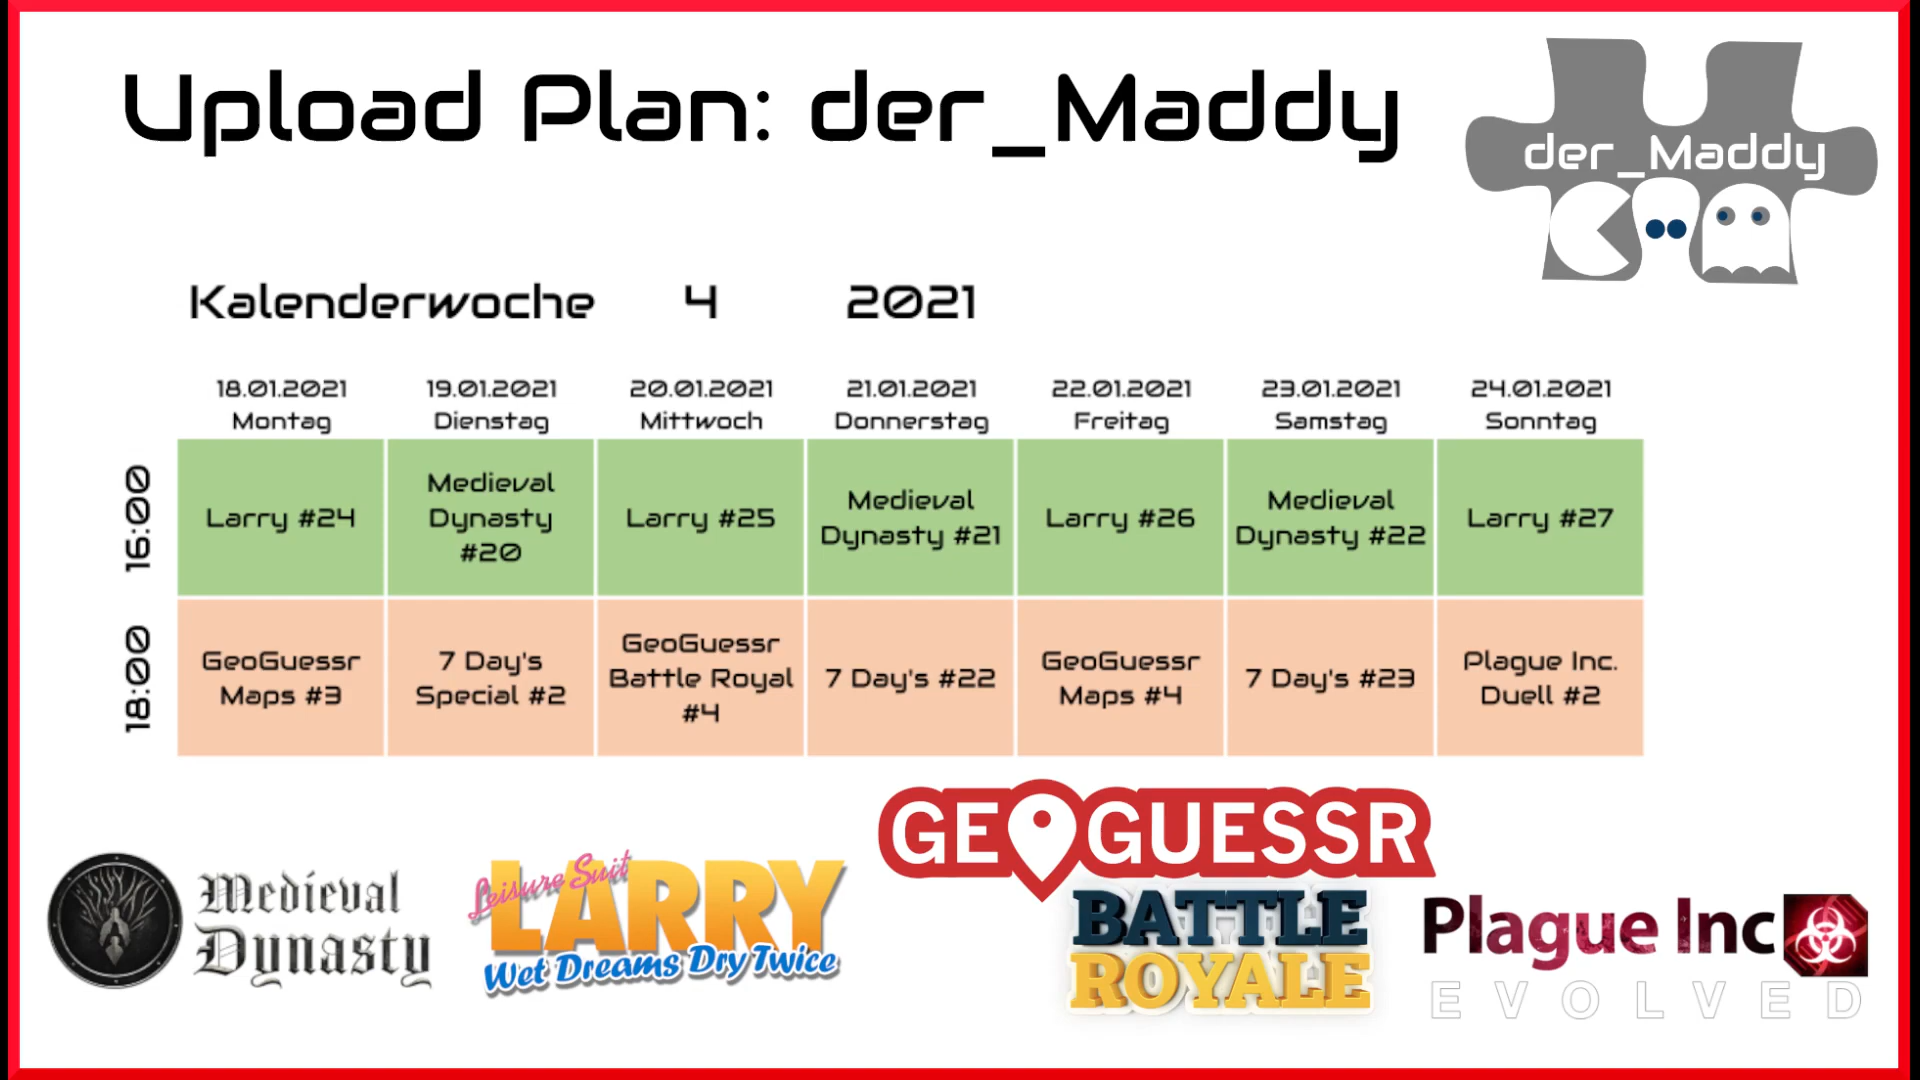 Upload Plan: der_Maddy
der_Maddy
Kalenderwoche 4 2021
18.01.2021 19.01.2021 20.01.2021 21.01.2021 22.01.2021 23.01.2021 24.01.2021
Montag Dienstag Mittwoch Donnerstag Freitag Samstag Sonntag
16:00
Larry #24
Medieval
Dynasty
#20
Larry #25
Medieval
Dynasty #21
Larry #26
Medieval
Dynasty #22
Larry #27
18:00
GeoGuessr
Maps #3
7 Day's
Special #2
GeoGuessr
Battle Royal
#4
7 Day's #22
GeoGuessr
Maps #4
7 Day's #23
Plague Inc.
Duell #2
Medieval
Dynasty
Leisure Suit
LARRY
Wet Dreams Dry Twice
GEOGUESSR
BATTLE
ROYALE
Plague Inc
EVOLVED